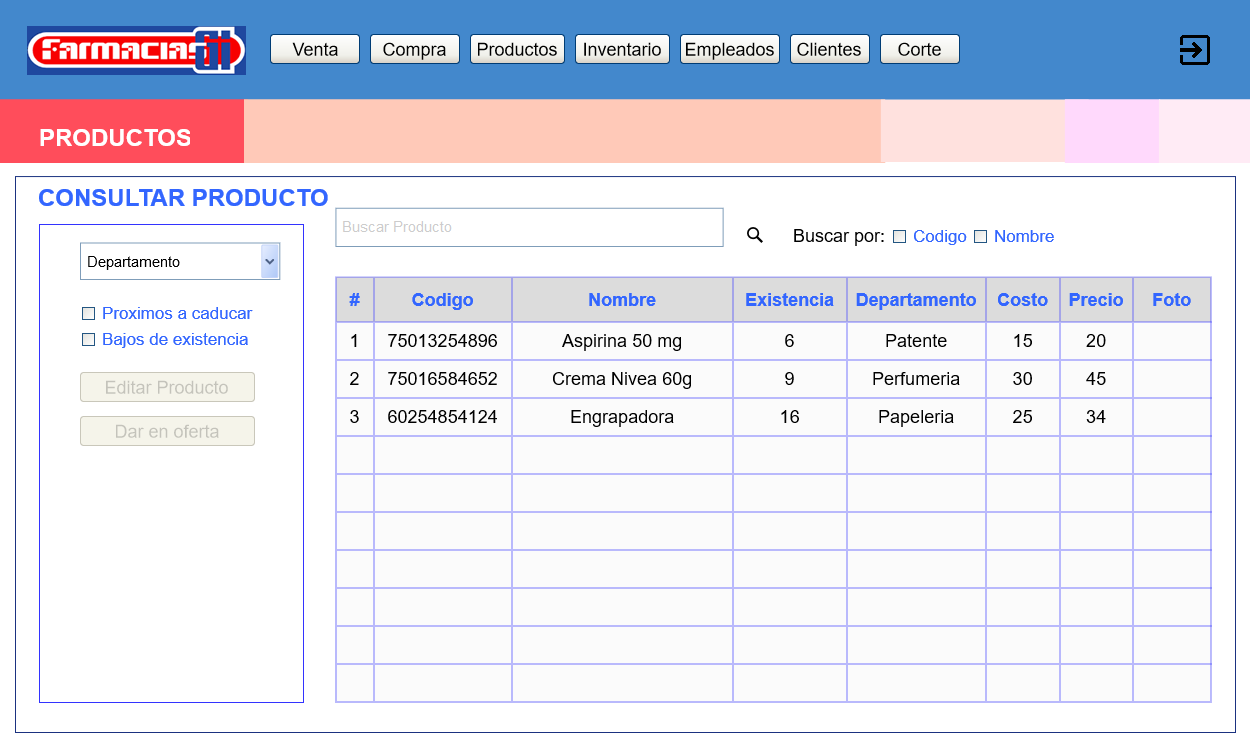 Farmacias GI
Venta Compra Productos Inventario Empleados Clientes Corte
PRODUCTOS
CONSULTAR PRODUCTO
Departamento
Proximos a caducar
Bajos de existencia
Editar Producto
Dar en oferta
Buscar Producto
Buscar por: Codigo Nombre
# Codigo Nombre Existencia Departamento Costo Precio Foto
1 75013254896 Aspirina 50 mg 6 Patente 15 20
2 75016584652 Crema Nivea 60g 9 Perfumeria 30 45
3 60254854124 Engrapadora 16 Papeleria 25 34